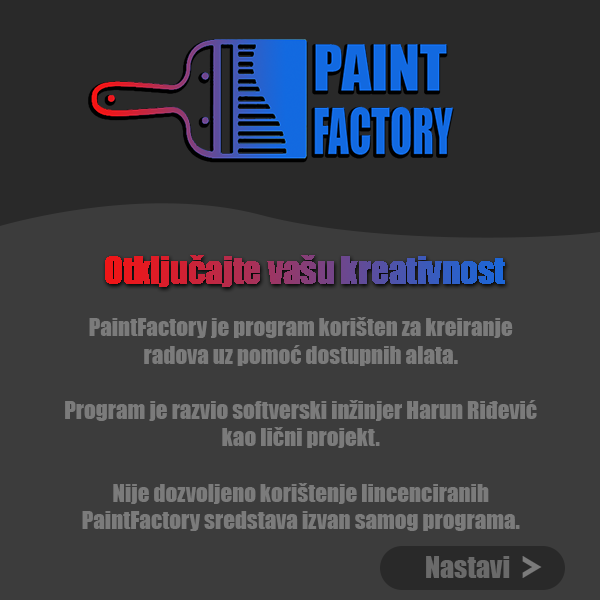 PAINT
FACTORY
Otključajte vašu kreativnost
PaintFactory je program korišten za kreiranje
radova uz pomoć dostupnih alata.
Program je razvio softverski inžinjer Harun Riđević
kao lični projekt.
Nije dozvoljeno korištenje lincenciranih
PaintFactory sredstava izvan samog programa.
Nastavi >